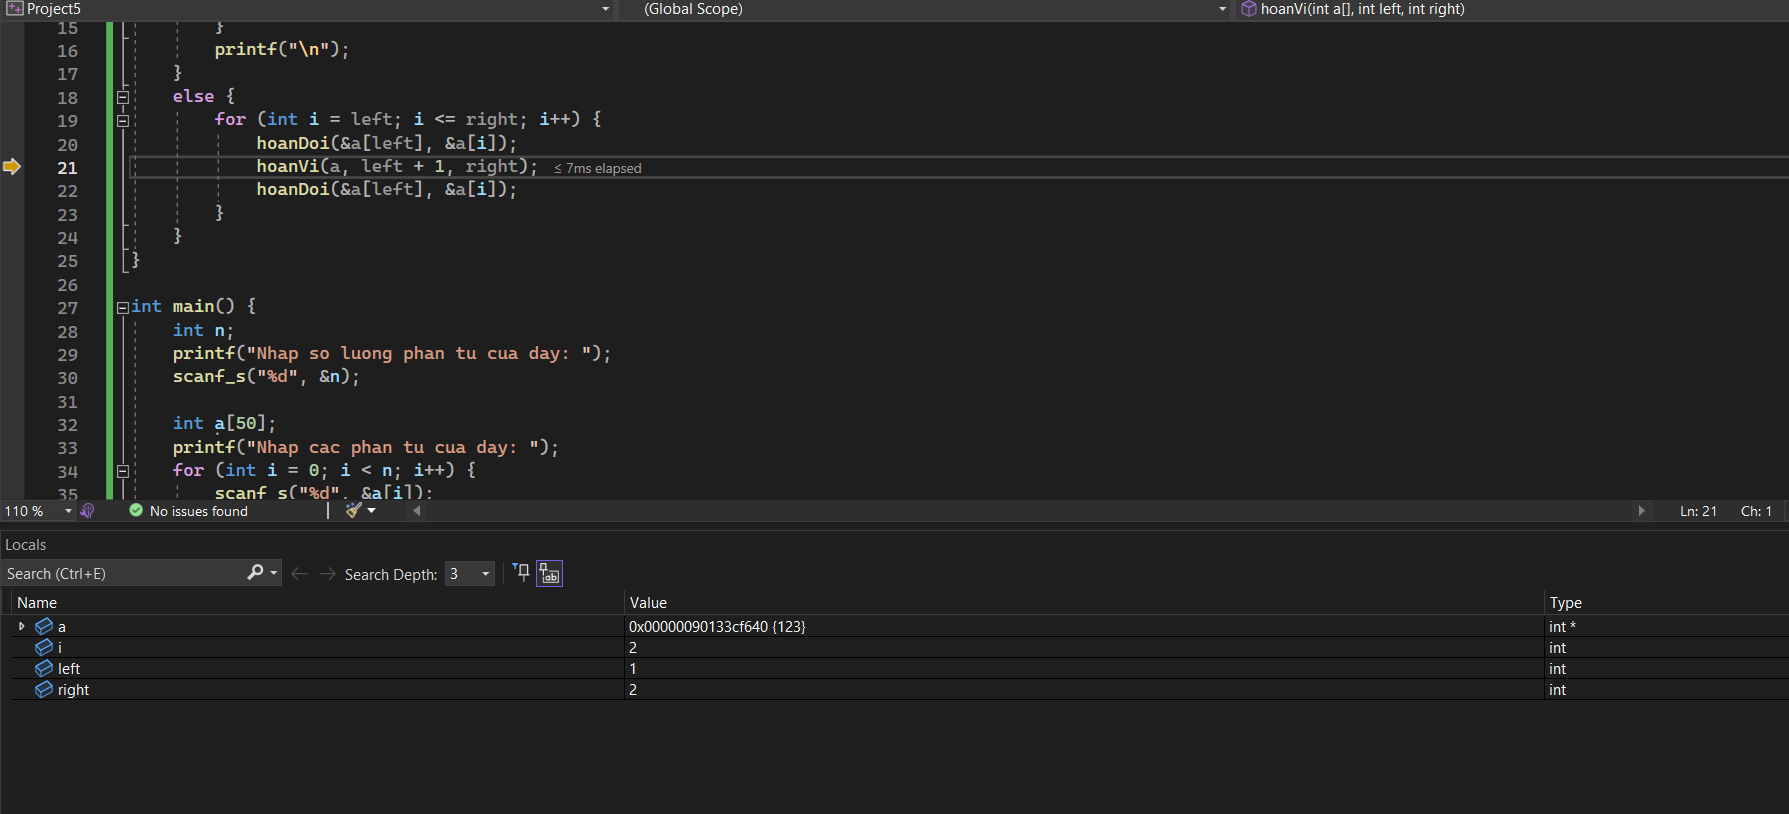 Project5 (Global Scope) hoanVi(int a[], int left, int right)
15 }
16 printf("\n");
17 }
18 else {
19 for (int i = left; i <= right; i++) {
20 hoanDoi(&a[left], &a[i]);
21 hoanVi(a, left + 1, right); ≤ 7ms elapsed
22 hoanDoi(&a[left], &a[i]);
23 }
24 }
25 }
26
27 int main() {
28 int n;
29 printf("Nhap so luong phan tu cua day: ");
30 scanf_s("%d", &n);
31
32 int a[50];
33 printf("Nhap cac phan tu cua day: ");
34 for (int i = 0; i < n; i++) {
35 scanf_s("%d", &a[i]);
110 % No issues found Ln: 21 Ch: 1
Locals
Search (Ctrl+E) Search Depth: 3
Name Value Type
a 0x00000090133cf640 {123} int *
i 2 int
left 1 int
right 2 int